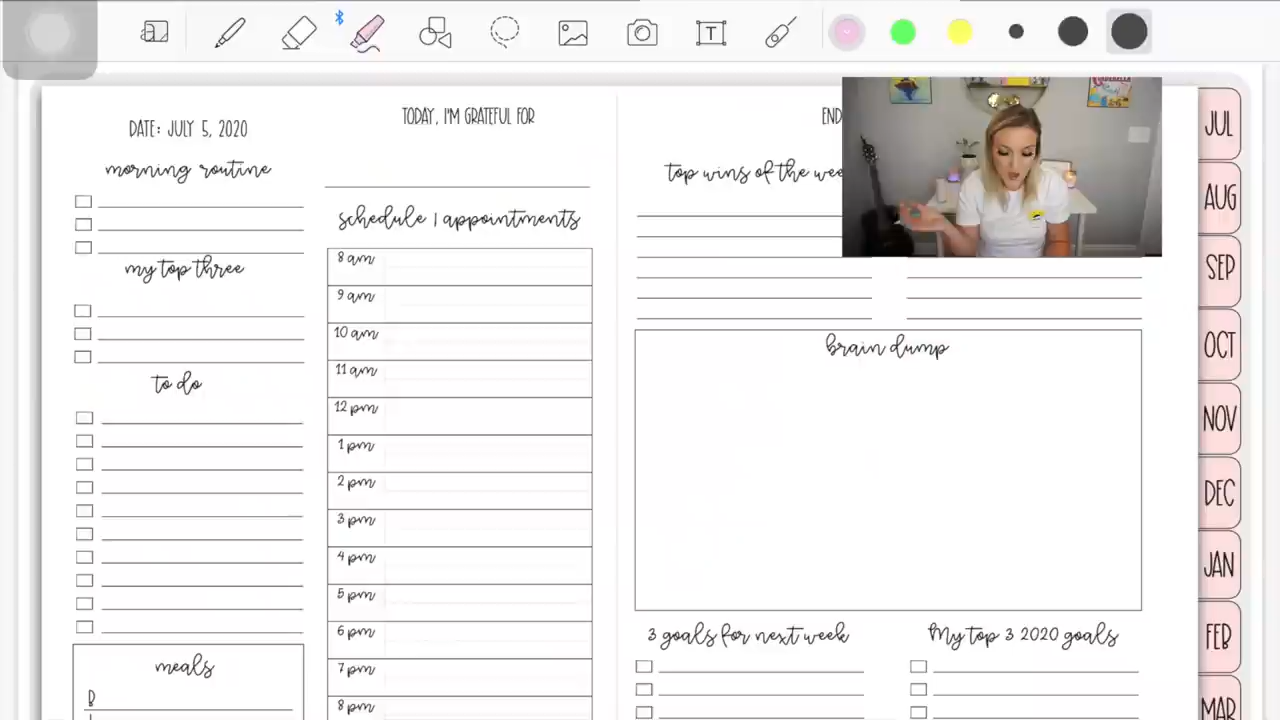 DATE: JULY 5, 2020
morning routine
my top three
to do
meals
B
TODAY, I'M GRATEFUL FOR
schedule | appointments
8 am
9 am
10 am
11 am
12 pm
1 pm
2 pm
3 pm
4 pm
5 pm
6 pm
7 pm
8 pm
END
top wins of the wee
brain dump
3 goals for next week
My top 3 2020 goals
JUL
AUG
SEP
OCT
NOV
DEC
JAN
FEB
MAR
T